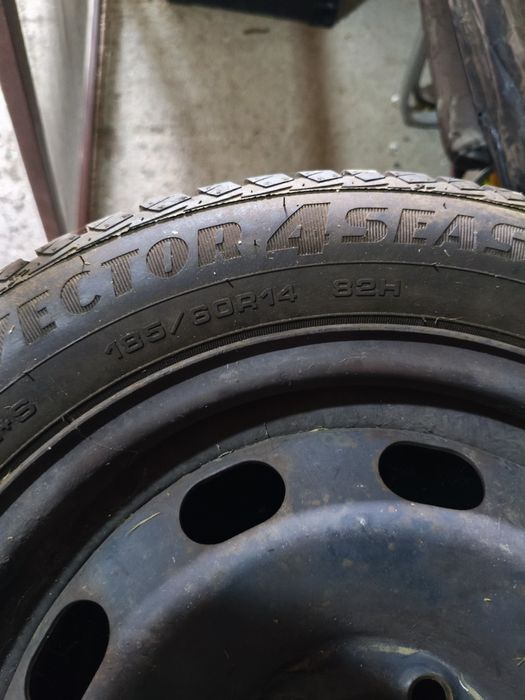 VECTOR 4SEAS
185/60R14 82H
+S